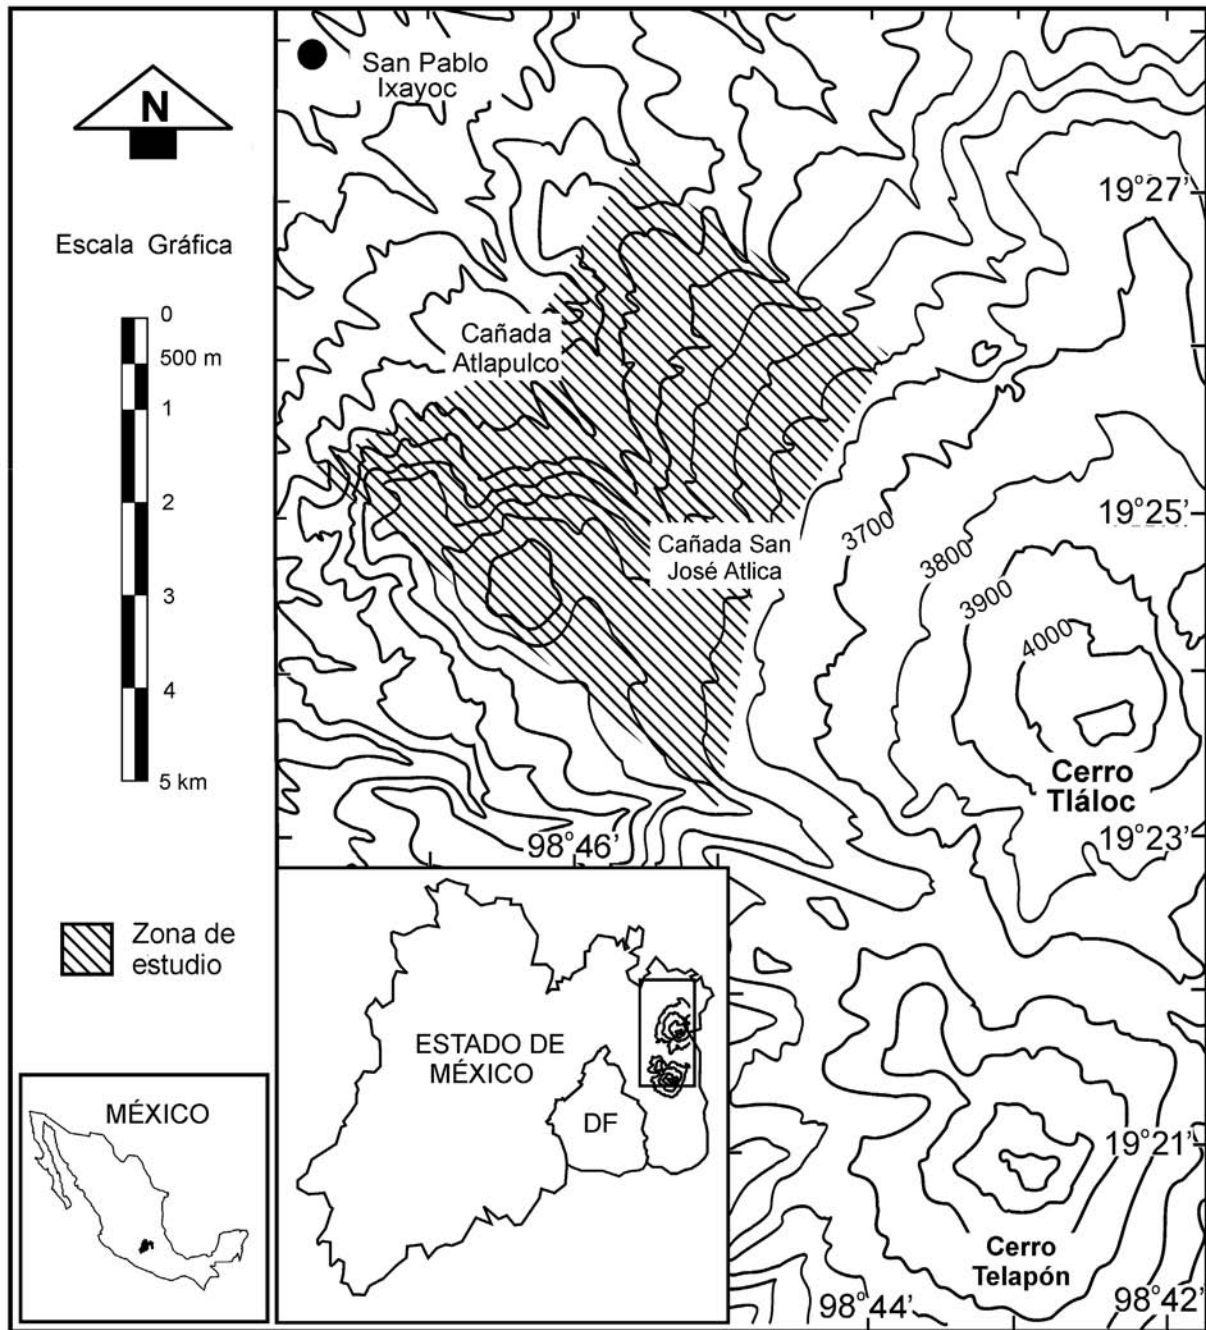 N
Escala Gráfica
0
500 m
1
2
3
4
5 km
Zona de
estudio
MÉXICO
San Pablo
Ixayoc
Cañada
Atlapulco
Cañada San
José Atlica
3700
3800
3900
4000
Cerro
Tláloc
Cerro
Telapón
19°27'
19°25'
19°23'
19°21'
98°46'
98°44'
98°42'
ESTADO DE
MÉXICO
DF